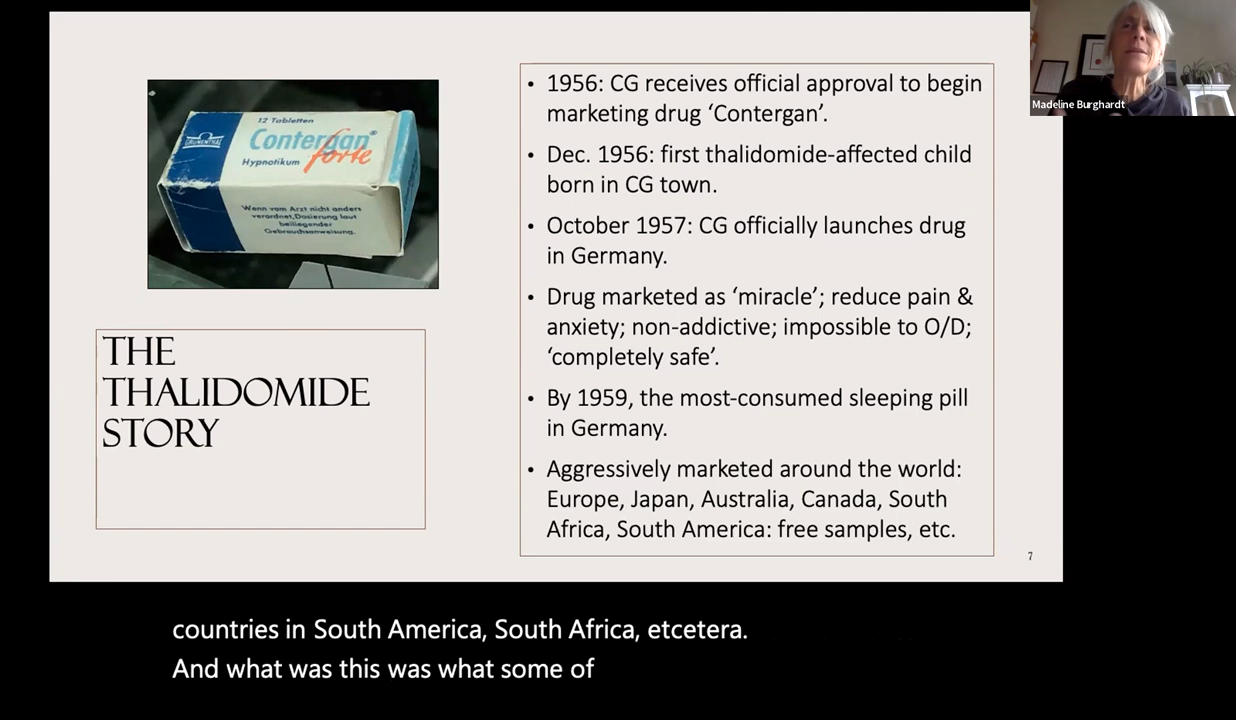 12 Tabletten
Contergan®
forte
Hypnotikum
GRÜNENTHAL
Wenn vom Arzt nicht anders
verordnet, Dosierung laut
beiliegender
Gebrauchsanweisung.
THE
THALIDOMIDE
STORY
• 1956: CG receives official approval to begin
marketing drug ‘Contergan’.
• Dec. 1956: first thalidomide-affected child
born in CG town.
• October 1957: CG officially launches drug
in Germany.
• Drug marketed as ‘miracle’; reduce pain &
anxiety; non-addictive; impossible to O/D;
‘completely safe’.
• By 1959, the most-consumed sleeping pill
in Germany.
• Aggressively marketed around the world:
Europe, Japan, Australia, Canada, South
Africa, South America: free samples, etc.
7
Madeline Burghardt
countries in South America, South Africa, etcetera.
And what was this was what some of